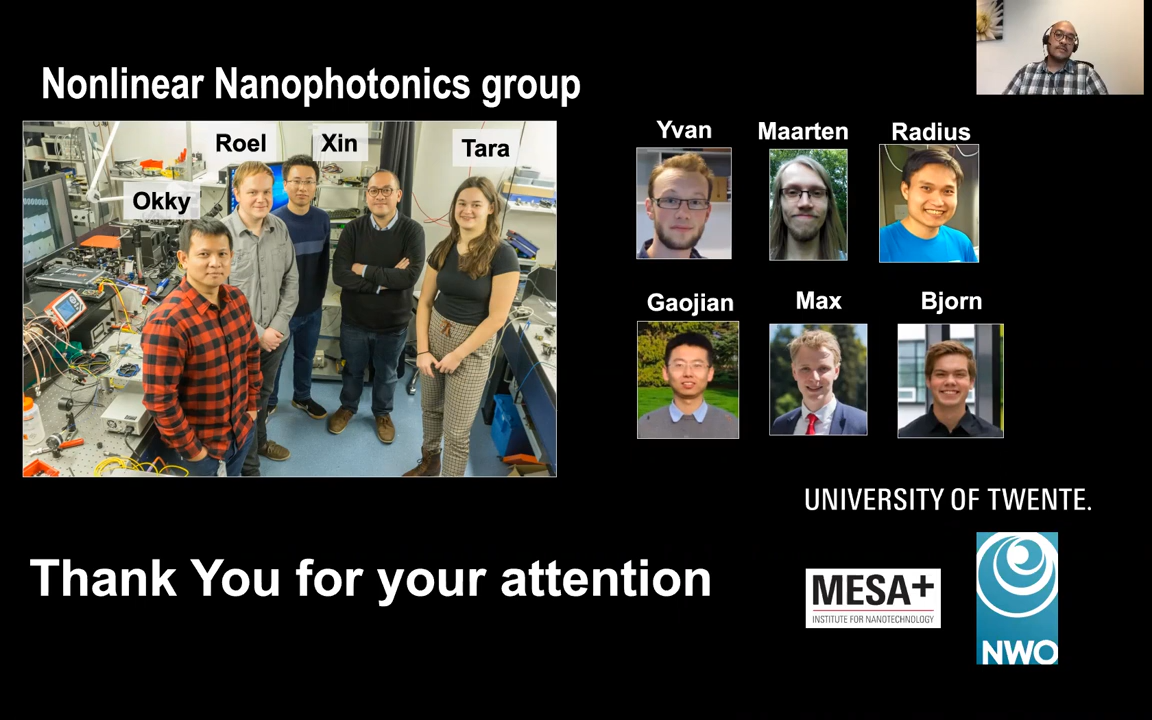 Nonlinear Nanophotonics group
Roel
Xin
Tara
Okky
Yvan
Maarten
Radius
Gaojian
Max
Bjorn
UNIVERSITY OF TWENTE.
Thank You for your attention
MESA+
INSTITUTE FOR NANOTECHNOLOGY
NWO